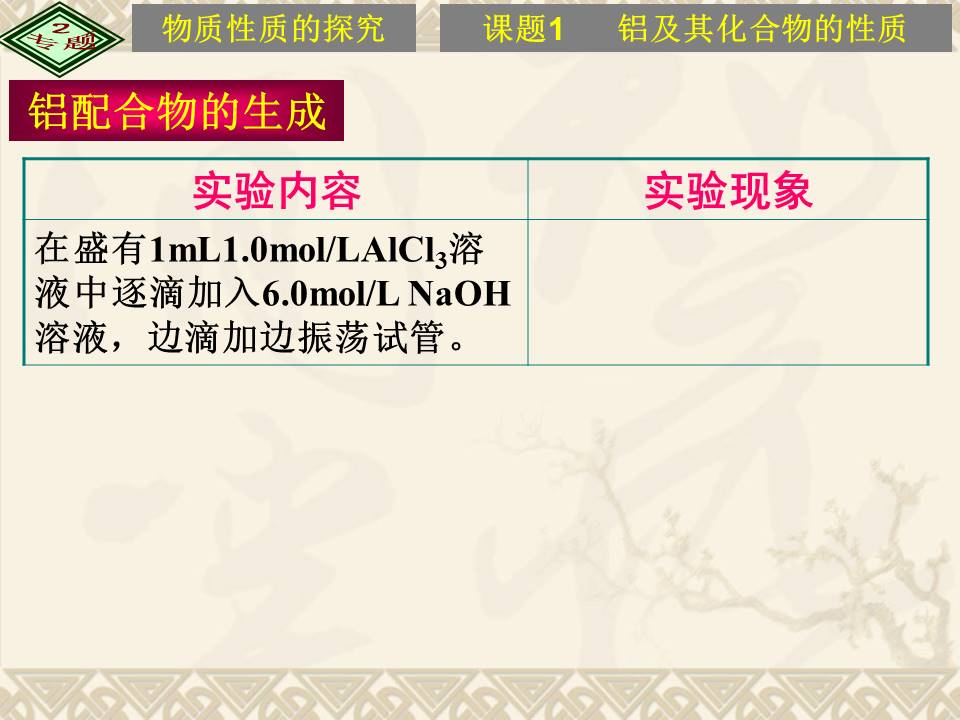 2
专题
物质性质的探究
课题1 铝及其化合物的性质
铝配合物的生成
实验内容
实验现象
在盛有1mL1.0mol/LAlCl₃溶
液中逐滴加入6.0mol/L NaOH
溶液，边滴加边振荡试管。